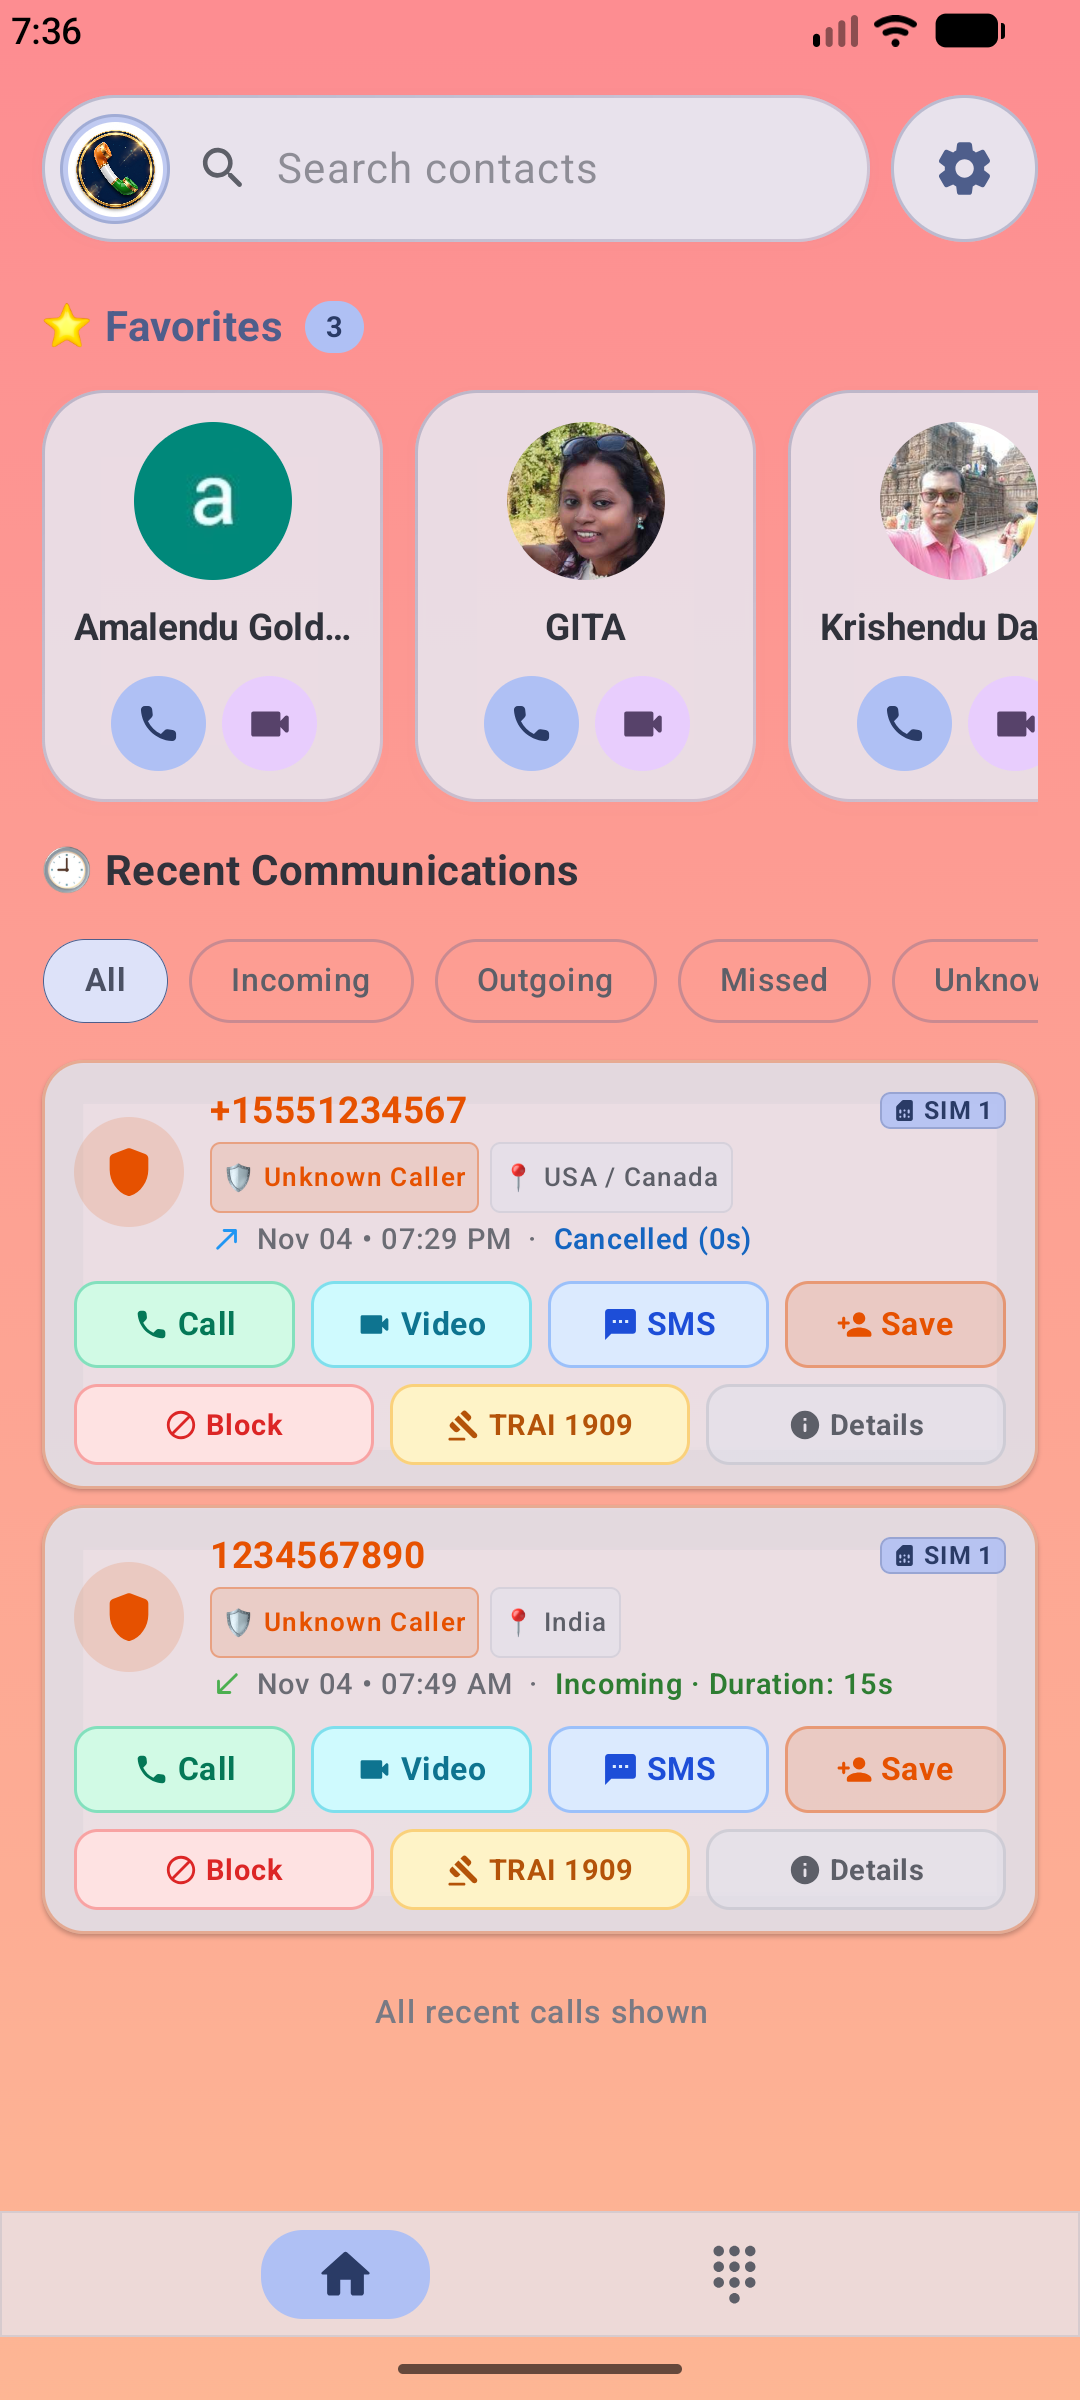 7:36
Search contacts
Favorites 3
a
Amalendu Gold...
GITA
Krishendu Da
Recent Communications
All
Incoming
Outgoing
Missed
Unknow
+15551234567
SIM 1
Unknown Caller
USA / Canada
Nov 04 • 07:29 PM · Cancelled (0s)
Call
Video
SMS
Save
Block
TRAI 1909
Details
1234567890
SIM 1
Unknown Caller
India
Nov 04 • 07:49 AM · Incoming · Duration: 15s
Call
Video
SMS
Save
Block
TRAI 1909
Details
All recent calls shown